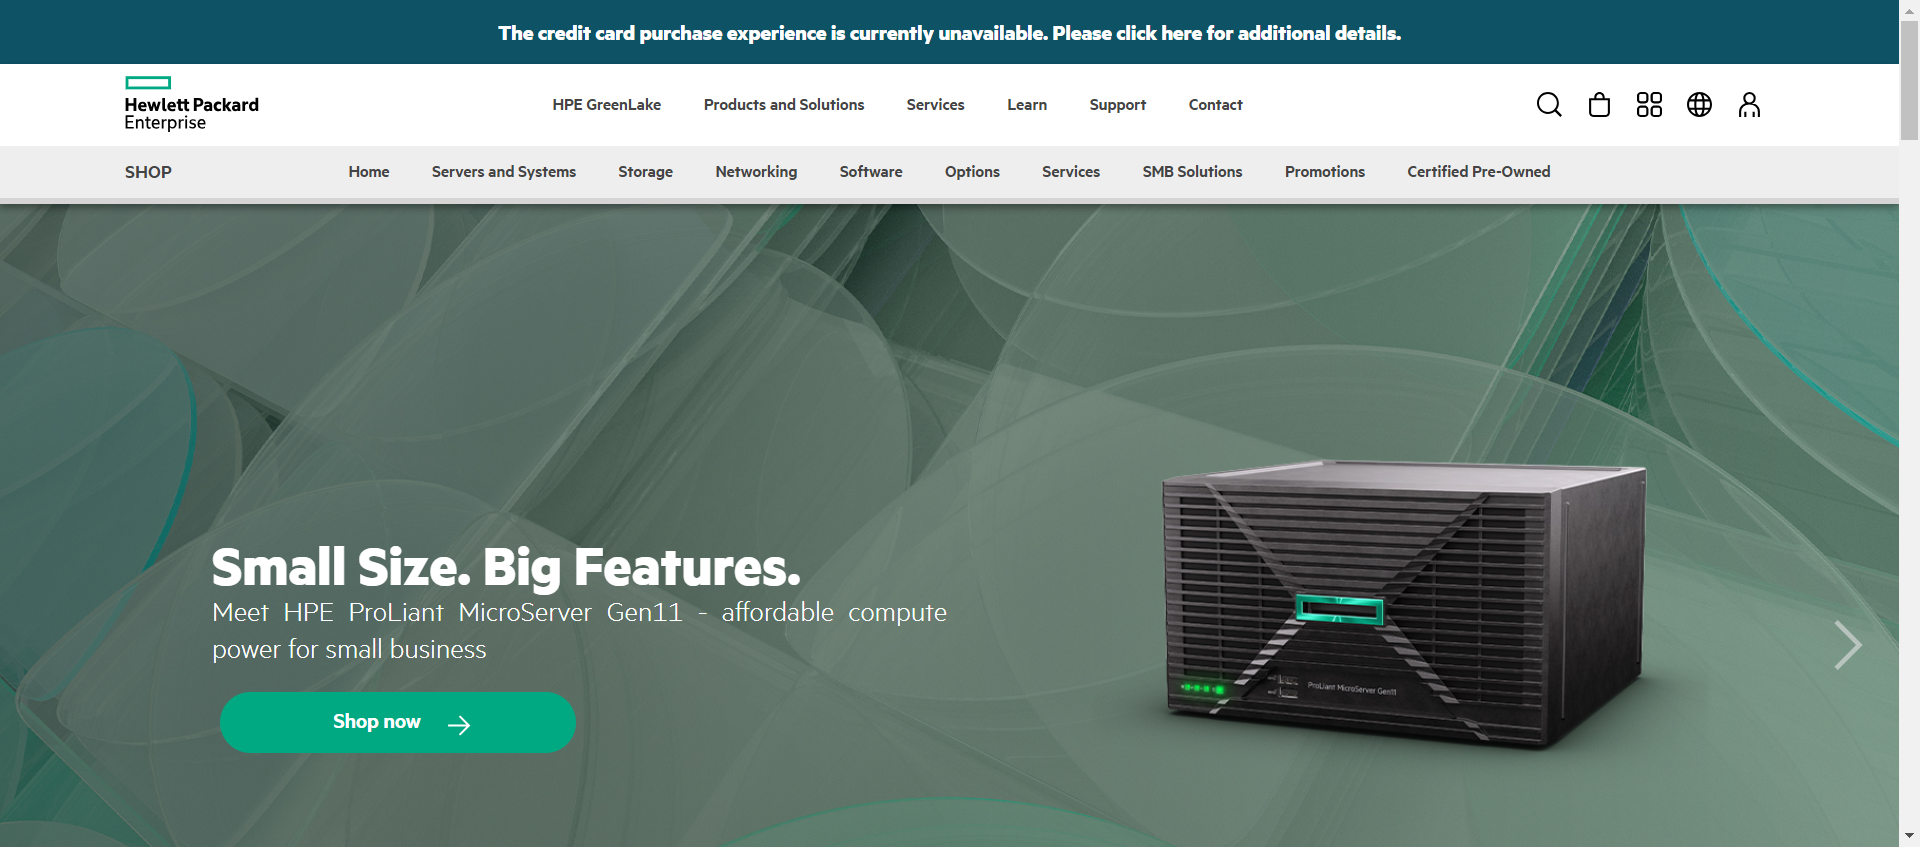 The credit card purchase experience is currently unavailable. Please click here for additional details.
Hewlett Packard
Enterprise
HPE GreenLake Products and Solutions Services Learn Support Contact
SHOP Home Servers and Systems Storage Networking Software Options Services SMB Solutions Promotions Certified Pre-Owned
Small Size. Big Features.
Meet HPE ProLiant MicroServer Gen11 - affordable compute
power for small business
Shop now
ProLiant MicroServer Gen11